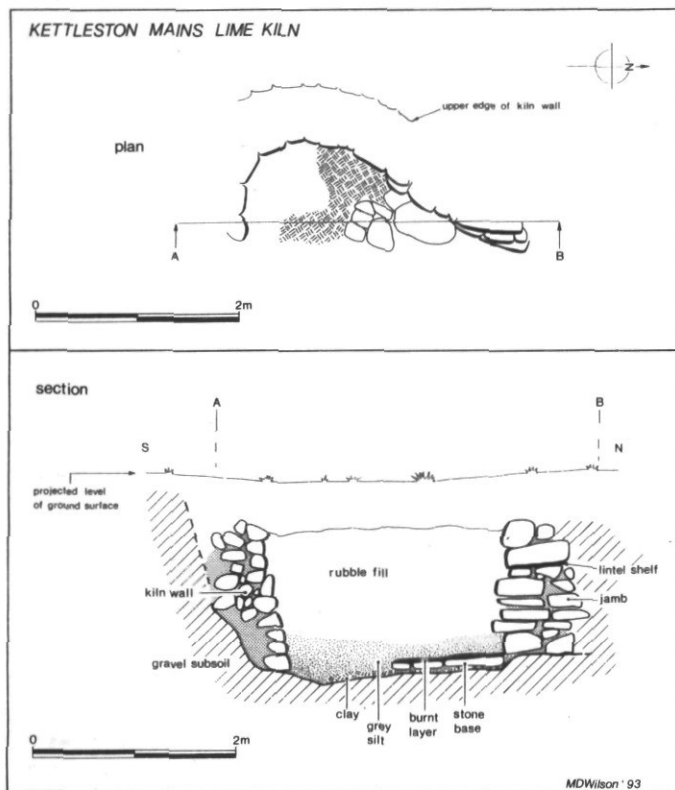 KETTLESTON MAINS LIME KILN
N
upper edge of kiln wall
plan
A
B
0
2m
section
A
B
S
N
projected level
of ground surface
lintel shelf
rubble fill
kiln wall
jamb
gravel subsoil
clay
grey
silt
burnt
layer
stone
base
0
2m
MDWilson '93